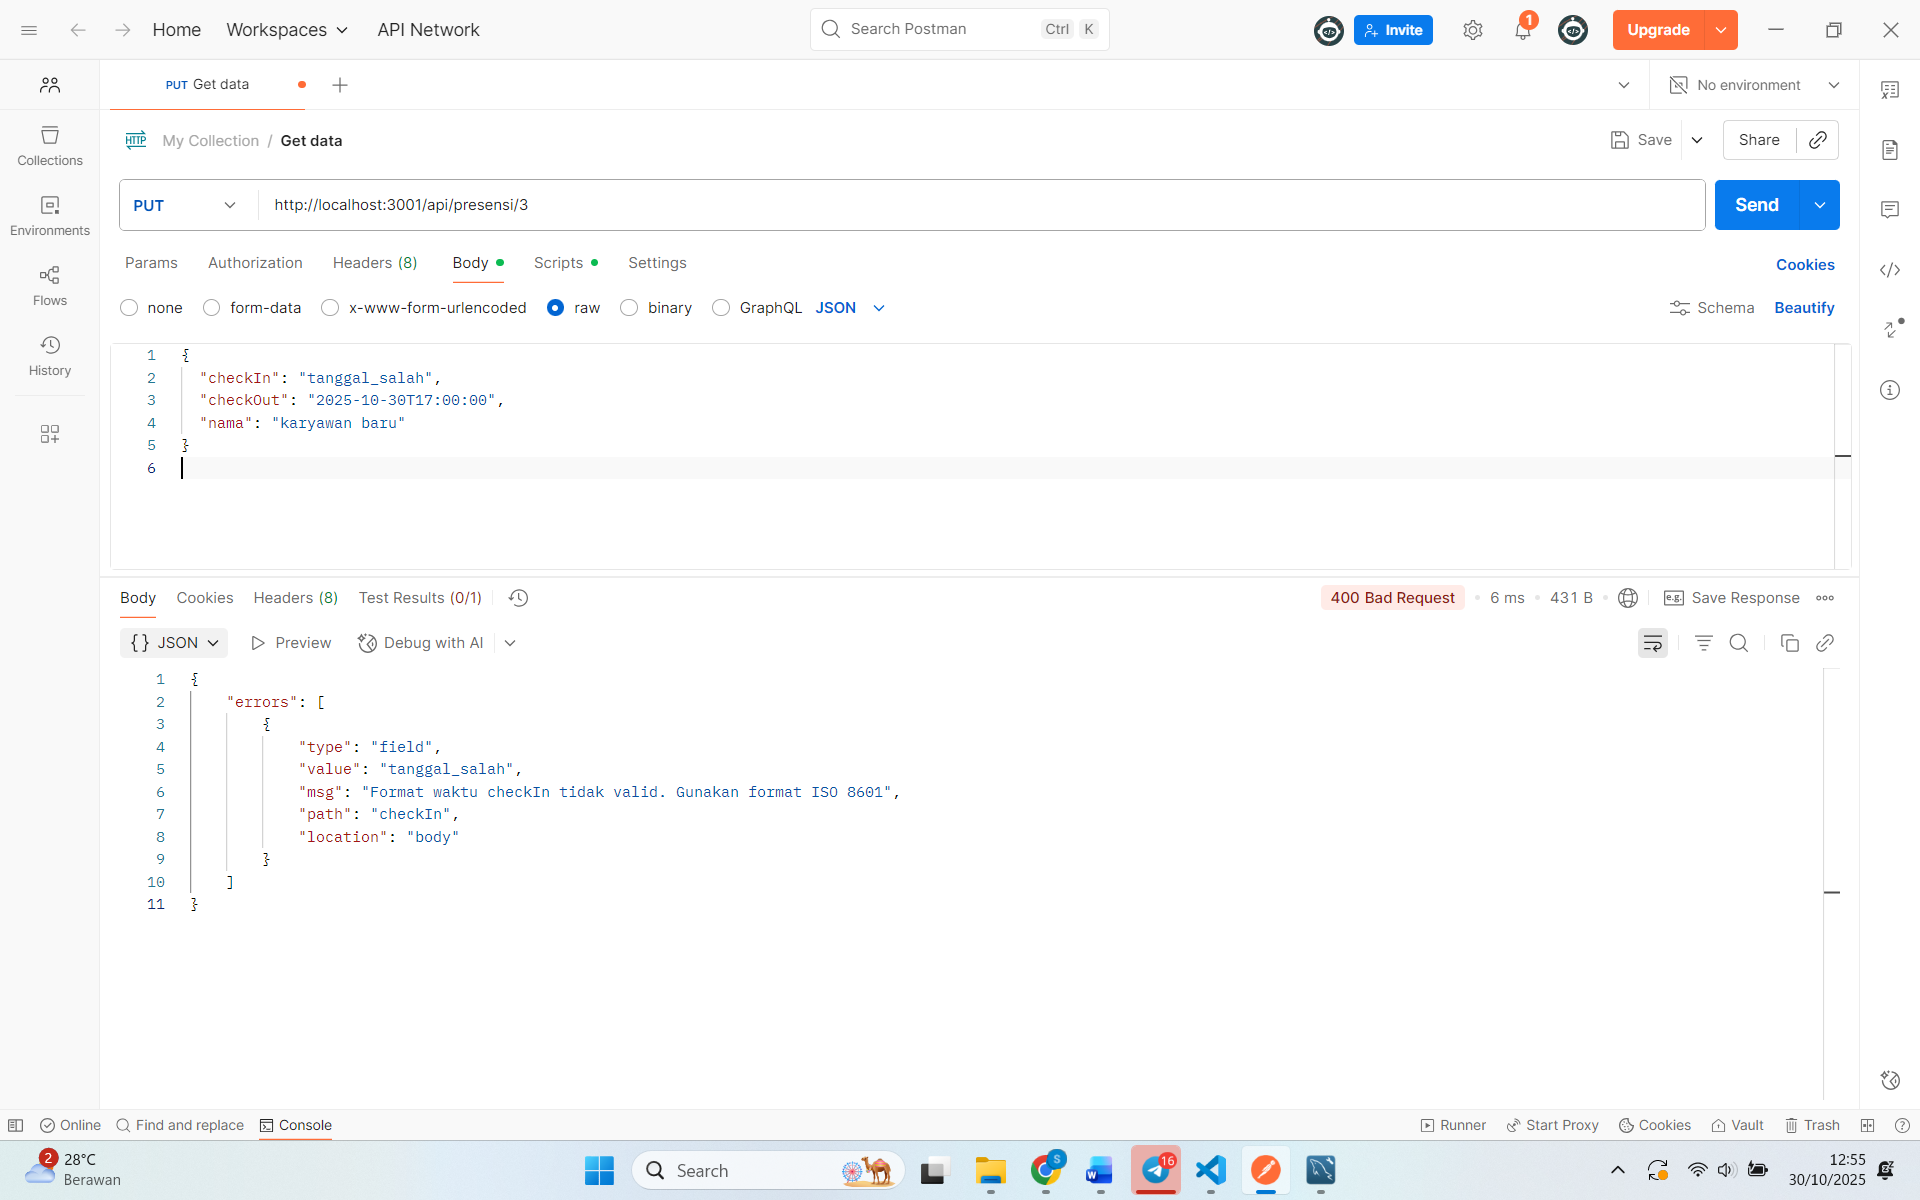 Home Workspaces API Network Search Postman Ctrl K Invite 1 Upgrade
PUT Get data No environment
HTTP My Collection / Get data Save Share
PUT http://localhost:3001/api/presensi/3 Send
Params Authorization Headers (8) Body Scripts Settings Cookies
none form-data x-www-form-urlencoded raw binary GraphQL JSON Schema Beautify
Collections
Environments
Flows
History
1 {
2 "checkIn": "tanggal_salah",
3 "checkOut": "2025-10-30T17:00:00",
4 "nama": "karyawan baru"
5 }
6
Body Cookies Headers (8) Test Results (0/1) 400 Bad Request 6 ms 431 B e.g. Save Response
{} JSON Preview Debug with AI
1 {
2 "errors": [
3 {
4 "type": "field",
5 "value": "tanggal_salah",
6 "msg": "Format waktu checkIn tidak valid. Gunakan format ISO 8601",
7 "path": "checkIn",
8 "location": "body"
9 }
10 ]
11 }
Online Find and replace Console Runner Start Proxy Cookies Vault Trash
2 28°C
Berawan
Search S W 16
12:55
30/10/2025